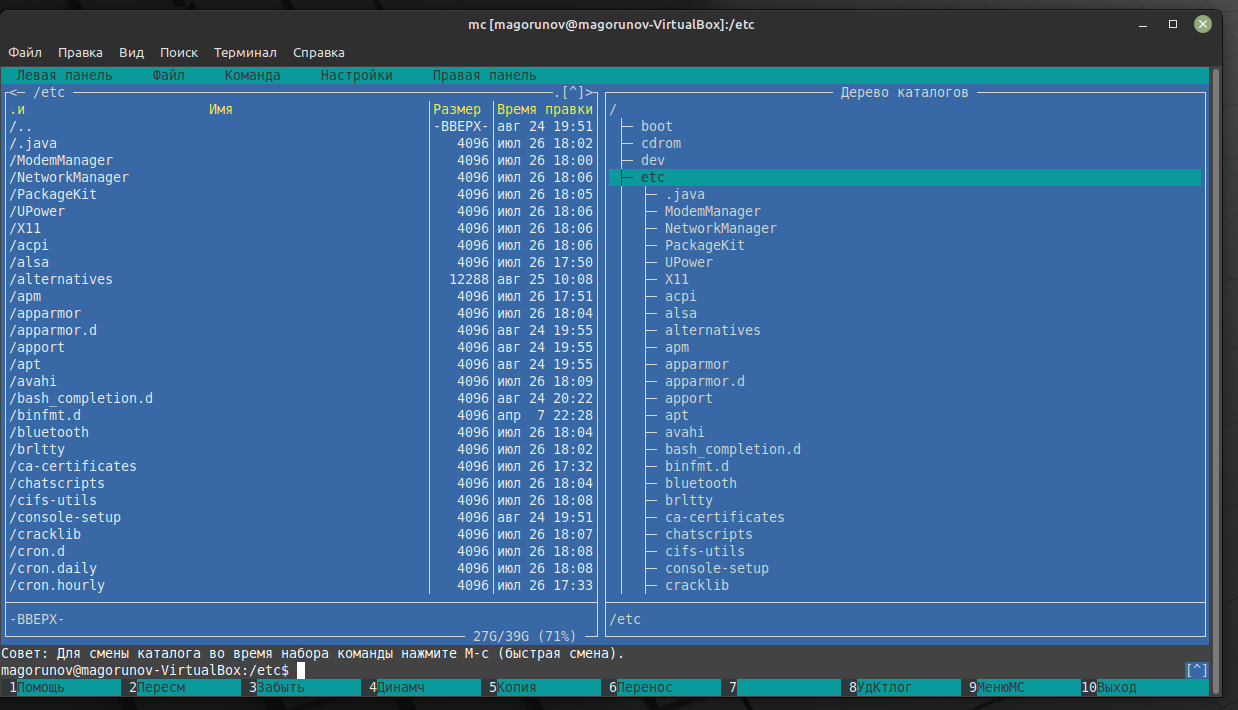 mc [magorunov@magorunov-VirtualBox]:/etc
Файл Правка Вид Поиск Терминал Справка
Левая панель Файл Команда Настройки Правая панель
<─ /etc .[^]>
.и Имя Размер Время правки
/.. -ВВЕРХ- авг 24 19:51
/.java 4096 июл 26 18:02
/ModemManager 4096 июл 26 18:00
/NetworkManager 4096 июл 26 18:06
/PackageKit 4096 июл 26 18:05
/UPower 4096 июл 26 18:06
/X11 4096 июл 26 18:06
/acpi 4096 июл 26 18:06
/alsa 4096 июл 26 17:50
/alternatives 12288 авг 25 10:08
/apm 4096 июл 26 17:51
/apparmor 4096 июл 26 18:04
/apparmor.d 4096 авг 24 19:55
/apport 4096 авг 24 19:55
/apt 4096 авг 24 19:55
/avahi 4096 июл 26 18:09
/bash_completion.d 4096 авг 24 20:22
/binfmt.d 4096 апр 7 22:28
/bluetooth 4096 июл 26 18:04
/brltty 4096 июл 26 18:02
/ca-certificates 4096 июл 26 17:32
/chatscripts 4096 июл 26 18:04
/cifs-utils 4096 июл 26 18:08
/console-setup 4096 авг 24 19:51
/cracklib 4096 июл 26 18:07
/cron.d 4096 июл 26 18:08
/cron.daily 4096 июл 26 18:08
/cron.hourly 4096 июл 26 17:33
-ВВЕРХ-
27G/39G (71%)
Дерево каталогов
/
boot
cdrom
dev
etc
.java
ModemManager
NetworkManager
PackageKit
UPower
X11
acpi
alsa
alternatives
apm
apparmor
apparmor.d
apport
apt
avahi
bash_completion.d
binfmt.d
bluetooth
brltty
ca-certificates
chatscripts
cifs-utils
console-setup
cracklib
/etc
Совет: Для смены каталога во время набора команды нажмите M-c (быстрая смена).
magorunov@magorunov-VirtualBox:/etc$ [^]
1Помощь 2Пересм 3Забыть 4Динамч 5Копия 6Перенос 7 8УдКтлог 9МенюМС 10Выход